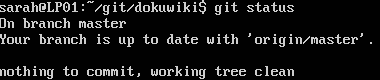 sarah@LP01:~/git/dokuwiki$ git status
On branch master
Your branch is up to date with 'origin/master'.

nothing to commit, working tree clean